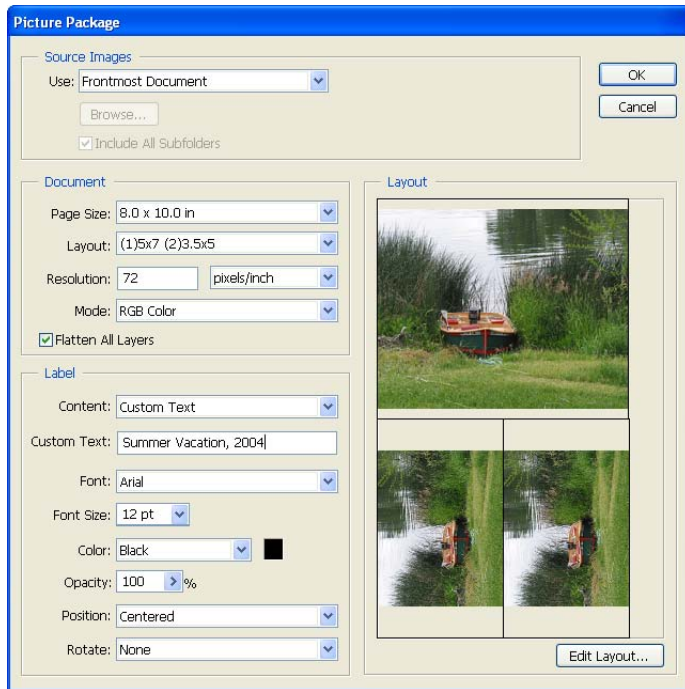 Picture Package
Source Images
Use: Frontmost Document
Browse...
Include All Subfolders
OK
Cancel
Document
Page Size: 8.0 x 10.0 in
Layout: (1)5x7 (2)3.5x5
Resolution: 72 pixels/inch
Mode: RGB Color
Flatten All Layers
Label
Content: Custom Text
Custom Text: Summer Vacation, 2004
Font: Arial
Font Size: 12 pt
Color: Black
Opacity: 100 %
Position: Centered
Rotate: None
Layout
Edit Layout...